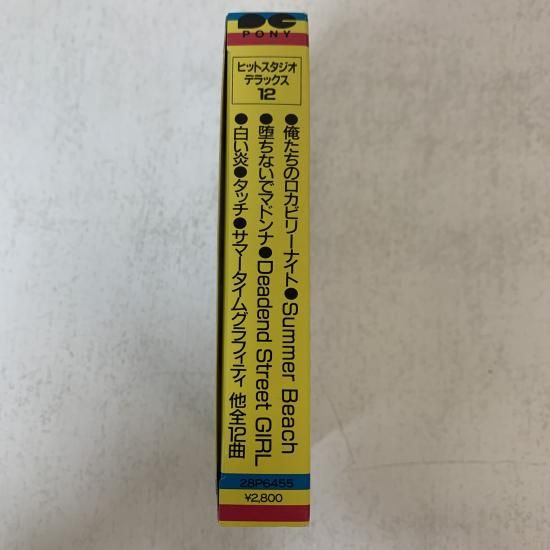 PC
PONY
ヒットスタジオ
デラックス
12
●俺たちのロカビリーナイト●Summer Beach
●堕ちないでマドンナ●Deadend Street GIRL
●白い炎●タッチ●サマータイムグラフィティ 他全12曲
28P6455
¥2,800